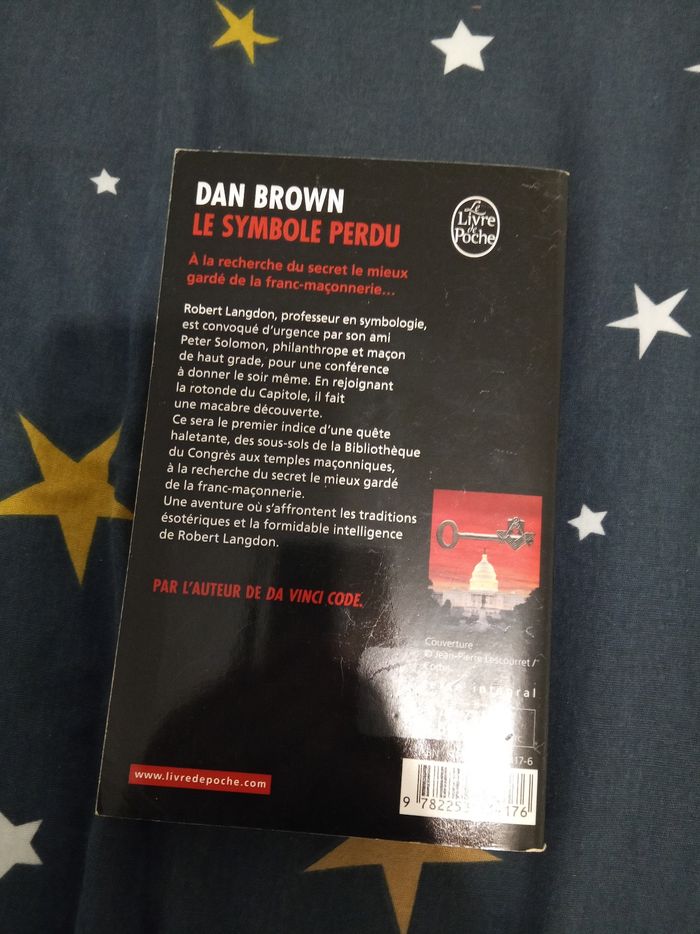 DAN BROWN
LE SYMBOLE PERDU
Le
Livre
de
Poche
À la recherche du secret le mieux
gardé de la franc-maçonnerie...
Robert Langdon, professeur en symbologie,
est convoqué d'urgence par son ami
Peter Solomon, philanthrope et maçon
de haut grade, pour une conférence
à donner le soir même. En rejoignant
la rotonde du Capitole, il fait
une macabre découverte.
Ce sera le premier indice d'une quête
haletante, des sous-sols de la Bibliothèque
du Congrès aux temples maçonniques,
à la recherche du secret le mieux gardé
de la franc-maçonnerie.
Une aventure où s'affrontent les traditions
ésotériques et la formidable intelligence
de Robert Langdon.
PAR L'AUTEUR DE DA VINCI CODE.
Couverture
© Jean-Pierre Lescourret /
intégral
17-6
www.livredepoche.com
9 78225 176